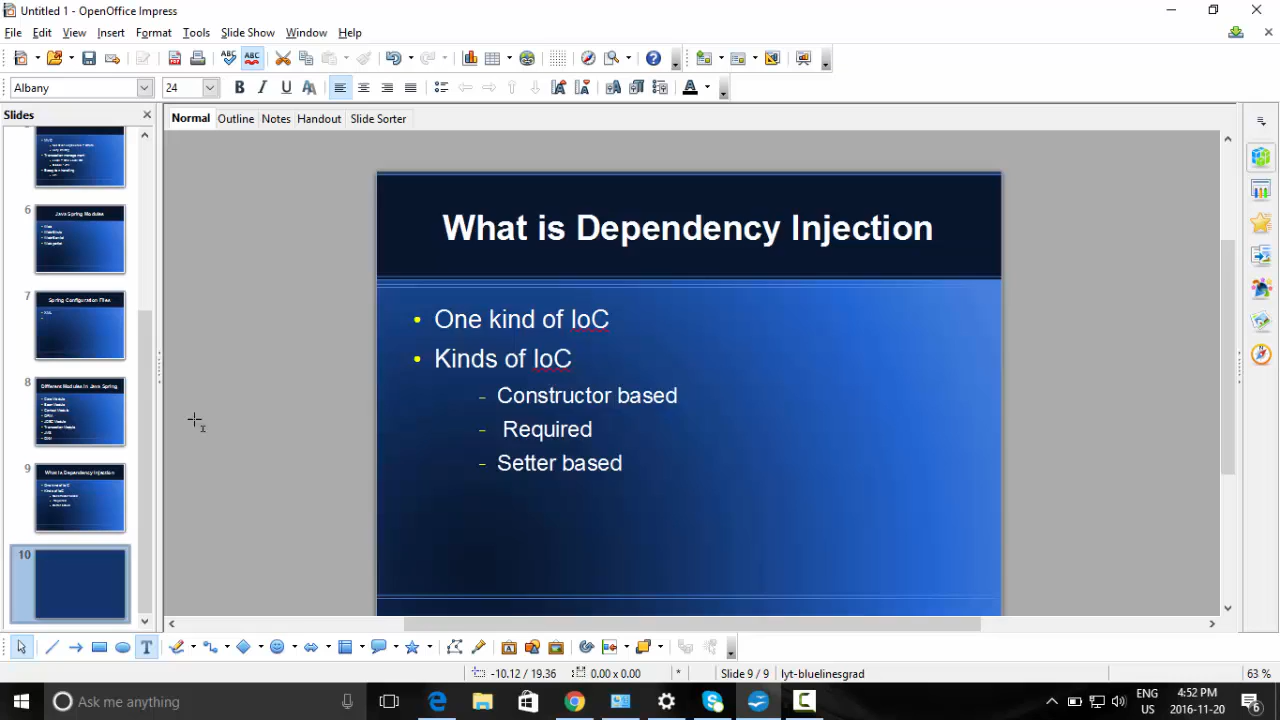 Untitled 1 - OpenOffice Impress
File Edit View Insert Format Tools Slide Show Window Help
Albany 24
Slides
Normal Outline Notes Handout Slide Sorter
6
Java Spring Modules
7
Spring Configuration Files
XML
8
Different Modules in Java Spring
9
What is Dependency Injection
10
What is Dependency Injection
One kind of IoC
Kinds of IoC
Constructor based
Required
Setter based
-10.12 / 19.36 0.00 x 0.00 * Slide 9 / 9 lyt-bluelinesgrad 63 %
Ask me anything
ENG
US
4:52 PM
2016-11-20
6